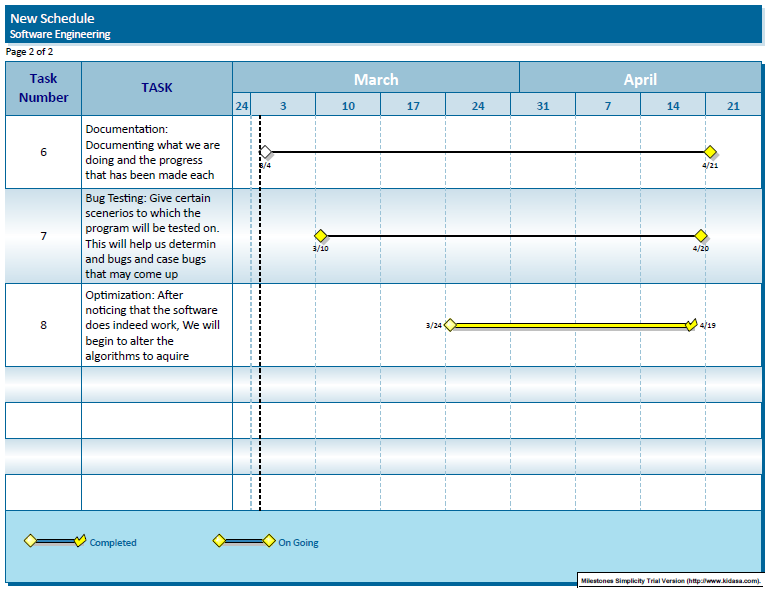 New Schedule
Software Engineering
Page 2 of 2
Task Number
TASK
March
April
24 3 10 17 24 31 7 14 21
6
Documentation:
Documenting what we are
doing and the progress
that has been made each
3/4
4/21
7
Bug Testing: Give certain
scenerios to which the
program will be tested on.
This will help us determin
and bugs and case bugs
that may come up
3/10
4/20
8
Optimization: After
noticing that the software
does indeed work, We will
begin to alter the
algorithms to aquire
3/24
4/19
Completed
On Going
Milestones Simplicity Trial Version (http://www.kidasa.com).